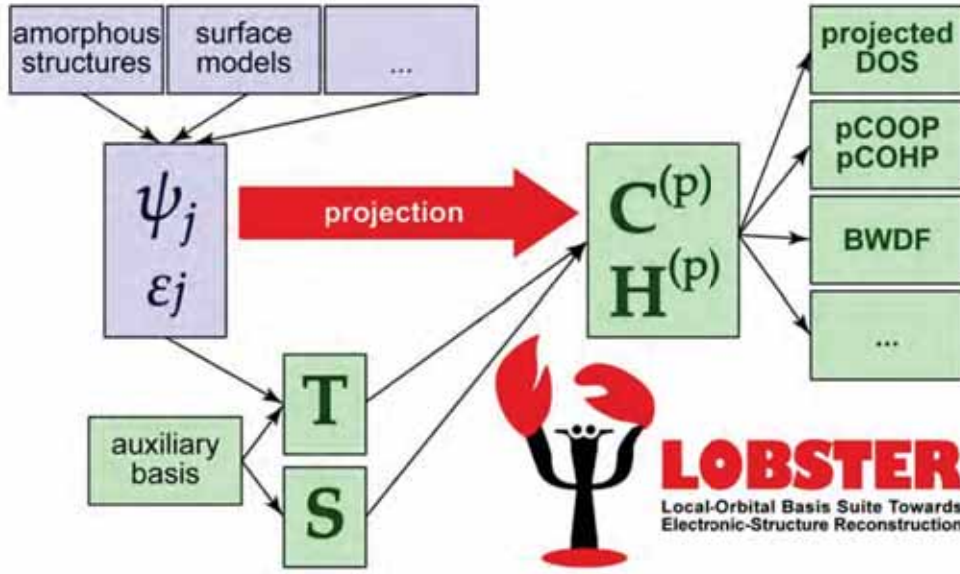 amorphous
structures
surface
models
...
projected
DOS
pCOOP
pCOHP
BWDF
...
ψj
εj
projection
C(p)
H(p)
T
S
auxiliary
basis
LOBSTER
Local-Orbital Basis Suite Towards
Electronic-Structure Reconstruction